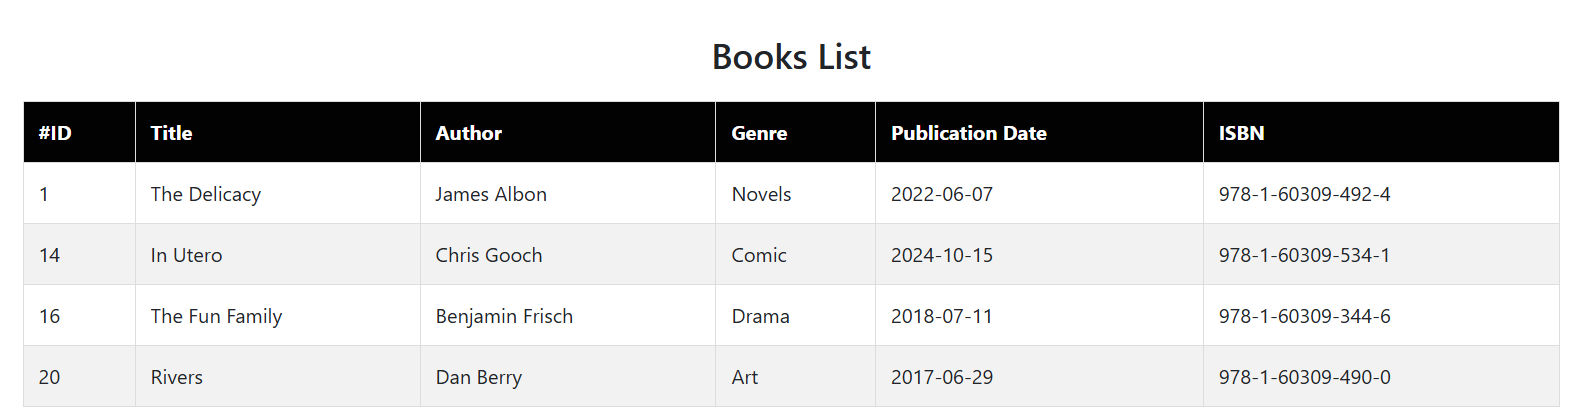 Books List
#ID Title Author Genre Publication Date ISBN
1 The Delicacy James Albon Novels 2022-06-07 978-1-60309-492-4
14 In Utero Chris Gooch Comic 2024-10-15 978-1-60309-534-1
16 The Fun Family Benjamin Frisch Drama 2018-07-11 978-1-60309-344-6
20 Rivers Dan Berry Art 2017-06-29 978-1-60309-490-0